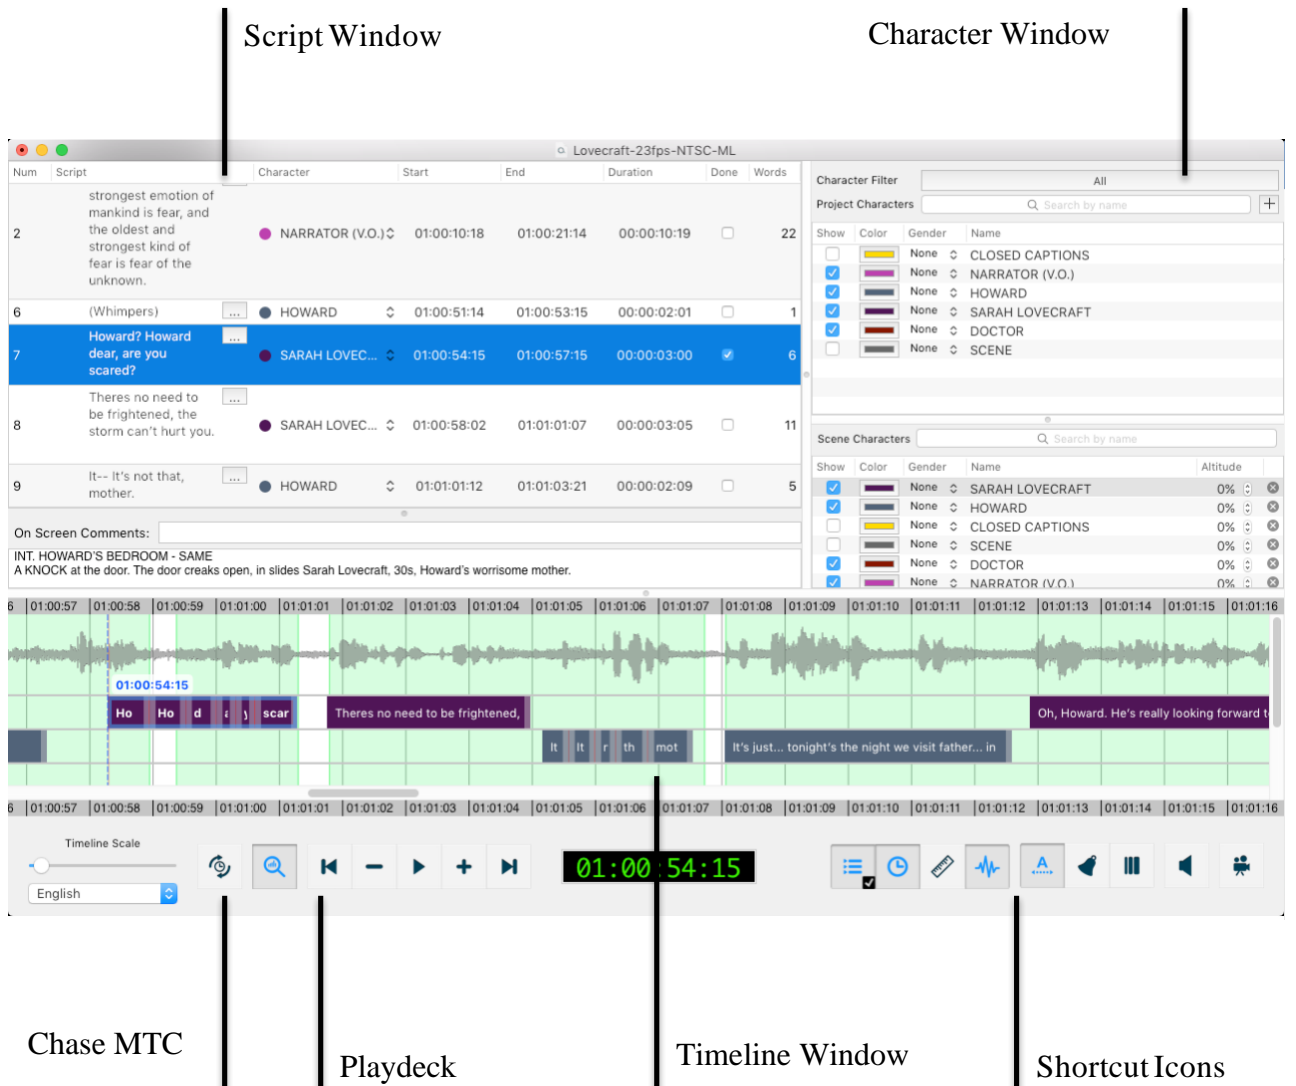 Script Window
Character Window
Lovecraft-23fps-NTSC-ML
Num Script Character Start End Duration Done Words
strongest emotion of
mankind is fear, and
the oldest and
strongest kind of
fear is fear of the
unknown.
2 NARRATOR (V.O.) 01:00:10:18 01:00:21:14 00:00:10:19 22
6 (Whimpers) ... HOWARD 01:00:51:14 01:00:53:15 00:00:02:01 1
Howard? Howard
dear, are you
scared?
7 ... SARAH LOVEC... 01:00:54:15 01:00:57:15 00:00:03:00 6
Theres no need to
be frightened, the
storm can't hurt you.
8 ... SARAH LOVEC... 01:00:58:02 01:01:01:07 00:00:03:05 11
It-- It's not that,
mother.
9 ... HOWARD 01:01:01:12 01:01:03:21 00:00:02:09 5
On Screen Comments:
INT. HOWARD'S BEDROOM - SAME
A KNOCK at the door. The door creaks open, in slides Sarah Lovecraft, 30s, Howard's worrisome mother.
Character Filter All
Project Characters Search by name
Show Color Gender Name
None CLOSED CAPTIONS
None NARRATOR (V.O.)
None HOWARD
None SARAH LOVECRAFT
None DOCTOR
None SCENE
Scene Characters Search by name
Show Color Gender Name Altitude
None SARAH LOVECRAFT 0%
None HOWARD 0%
None CLOSED CAPTIONS 0%
None SCENE 0%
None DOCTOR 0%
None NARRATOR (V.O.) 0%
6 01:00:57 01:00:58 01:00:59 01:01:00 01:01:01 01:01:02 01:01:03 01:01:04 01:01:05 01:01:06 01:01:07 01:01:08 01:01:09 01:01:10 01:01:11 01:01:12 01:01:13 01:01:14 01:01:15 01:01:16
01:00:54:15
Ho Ho d a y scar Theres no need to be frightened, Oh, Howard. He's really looking forward t
It It r th mot It's just... tonight's the night we visit father... in
6 01:00:57 01:00:58 01:00:59 01:01:00 01:01:01 01:01:02 01:01:03 01:01:04 01:01:05 01:01:06 01:01:07 01:01:08 01:01:09 01:01:10 01:01:11 01:01:12 01:01:13 01:01:14 01:01:15 01:01:16
Timeline Scale
English
01:00:54:15
A
Chase MTC
Playdeck
Timeline Window
Shortcut Icons